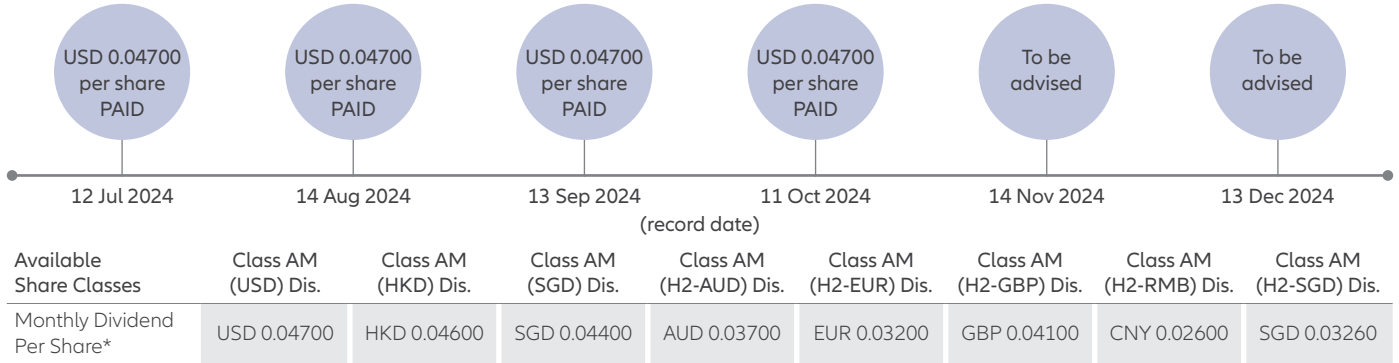 USD 0.04700 per share PAID
USD 0.04700 per share PAID
USD 0.04700 per share PAID
USD 0.04700 per share PAID
To be advised
To be advised
12 Jul 2024
14 Aug 2024
13 Sep 2024
11 Oct 2024
14 Nov 2024
13 Dec 2024
(record date)
Available Share Classes
Class AM (USD) Dis.
Class AM (HKD) Dis.
Class AM (SGD) Dis.
Class AM (H2-AUD) Dis.
Class AM (H2-EUR) Dis.
Class AM (H2-GBP) Dis.
Class AM (H2-RMB) Dis.
Class AM (H2-SGD) Dis.
Monthly Dividend Per Share*
USD 0.04700
HKD 0.04600
SGD 0.04400
AUD 0.03700
EUR 0.03200
GBP 0.04100
CNY 0.02600
SGD 0.03260